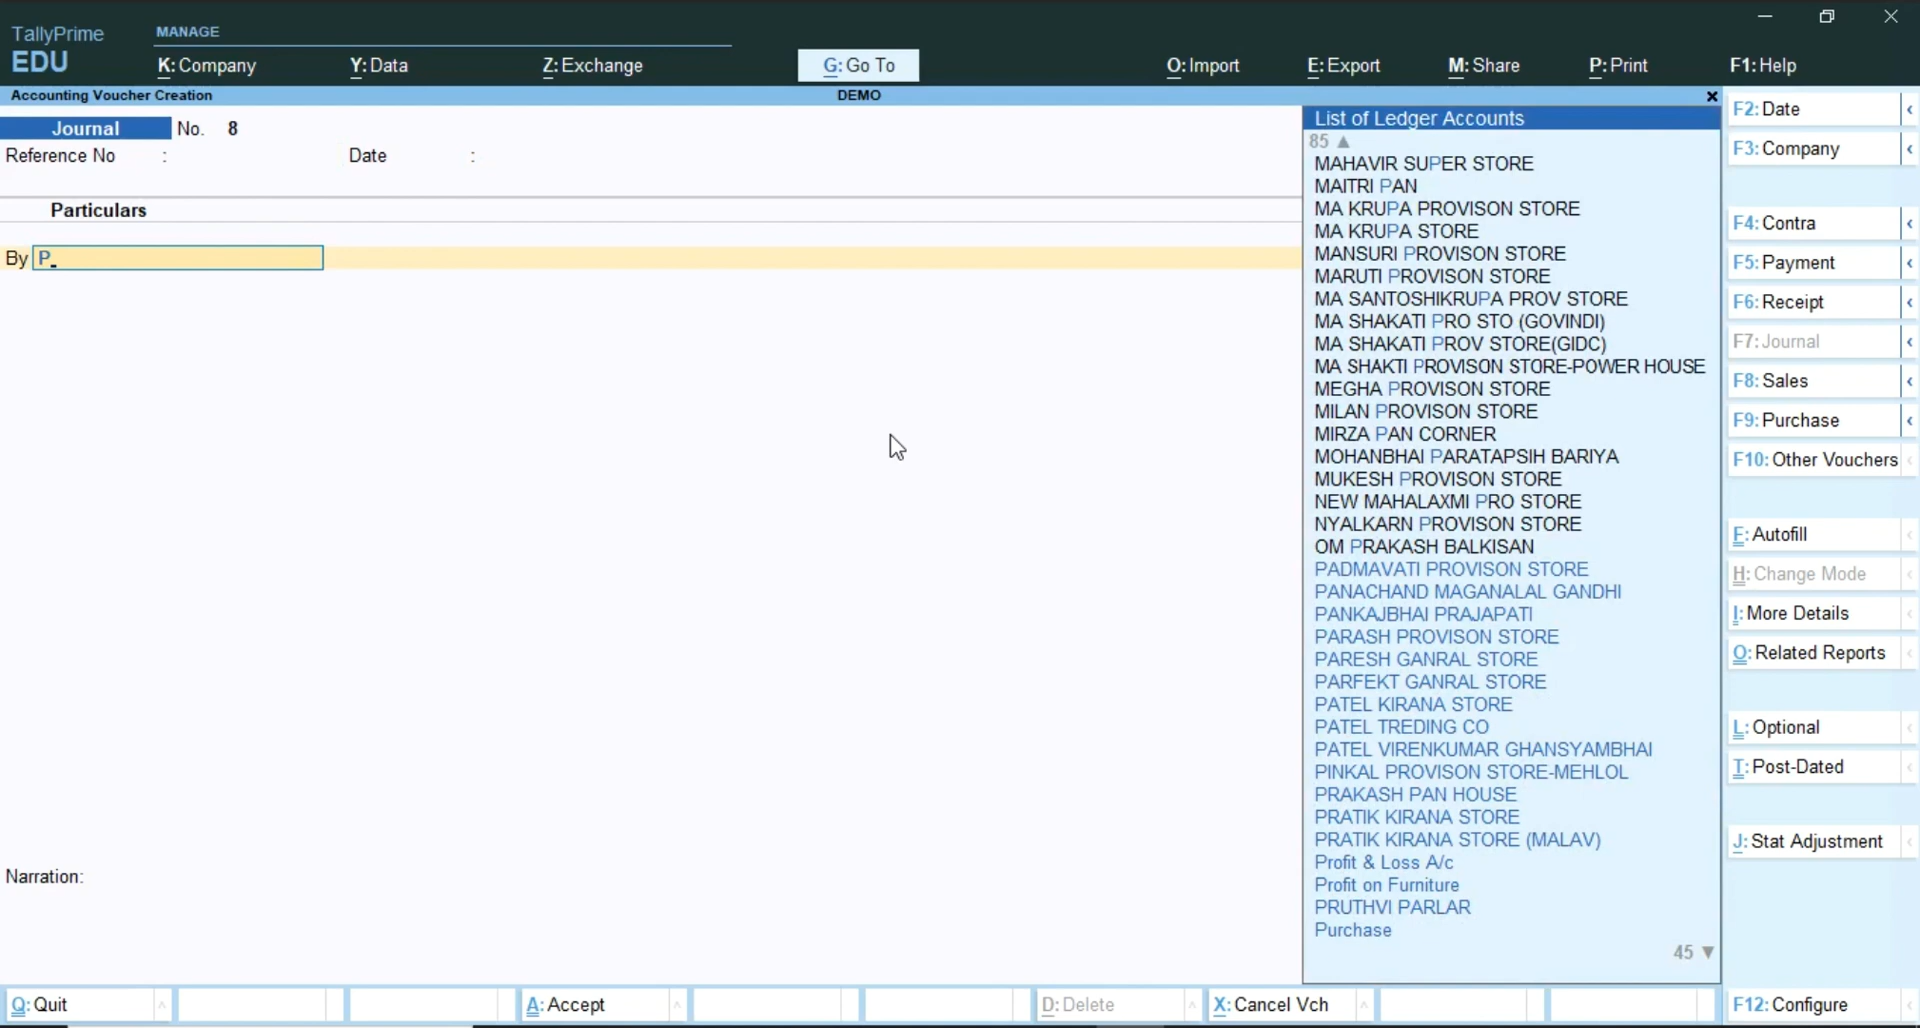 TallyPrime
EDU
MANAGE
K: Company
Y: Data
Z: Exchange
G: Go To
O: Import
E: Export
M: Share
P: Print
F1: Help
Accounting Voucher Creation
DEMO
Journal No. 8
Reference No :
Date :
Particulars
By P
Narration:
List of Ledger Accounts
85 ▲
MAHAVIR SUPER STORE
MAITRI PAN
MA KRUPA PROVISON STORE
MA KRUPA STORE
MANSURI PROVISON STORE
MARUTI PROVISON STORE
MA SANTOSHIKRUPA PROV STORE
MA SHAKATI PRO STO (GOVINDI)
MA SHAKATI PROV STORE(GIDC)
MA SHAKTI PROVISON STORE-POWER HOUSE
MEGHA PROVISON STORE
MILAN PROVISON STORE
MIRZA PAN CORNER
MOHANBHAI PARATAPSIH BARIYA
MUKESH PROVISON STORE
NEW MAHALAXMI PRO STORE
NYALKARN PROVISON STORE
OM PRAKASH BALKISAN
PADMAVATI PROVISON STORE
PANACHAND MAGANALAL GANDHI
PANKAJBHAI PRAJAPATI
PARASH PROVISON STORE
PARESH GANRAL STORE
PARFEKT GANRAL STORE
PATEL KIRANA STORE
PATEL TREDING CO
PATEL VIRENKUMAR GHANSYAMBHAI
PINKAL PROVISON STORE-MEHLOL
PRAKASH PAN HOUSE
PRATIK KIRANA STORE
PRATIK KIRANA STORE (MALAV)
Profit & Loss A/c
Profit on Furniture
PRUTHVI PARLAR
Purchase
45 ▼
F2: Date
F3: Company
F4: Contra
F5: Payment
F6: Receipt
F7: Journal
F8: Sales
F9: Purchase
F10: Other Vouchers
F: Autofill
H: Change Mode
I: More Details
O: Related Reports
L: Optional
T: Post-Dated
J: Stat Adjustment
Q: Quit
A: Accept
D: Delete
X: Cancel Vch
F12: Configure